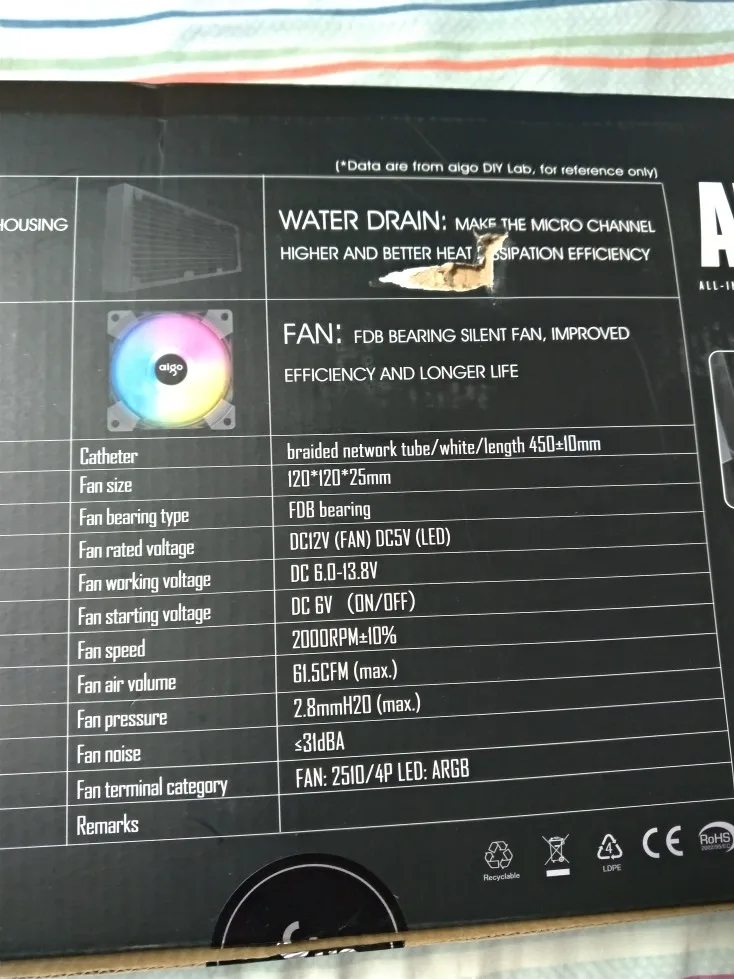 (*Data are from aigo DIY Lab, for reference only)
HOUSING
WATER DRAIN: MAKE THE MICRO CHANNEL
HIGHER AND BETTER HEAT EFFICIENCY
aigo
FAN: FDB BEARING SILENT FAN, IMPROVED
EFFICIENCY AND LONGER LIFE
Catheter braided network tube/white/length 450±10mm
Fan size 120*120*25mm
Fan bearing type FDB bearing
Fan rated voltage DC12V (FAN) DC5V (LED)
Fan working voltage DC 6.0-13.8V
Fan starting voltage DC 6V (ON/OFF)
Fan speed 2000RPM±10%
Fan air volume 61.5CFM (max.)
Fan pressure 2.8mmH2O (max.)
Fan noise ≤31dBA
Fan terminal category FAN: 2510/4P LED: ARGB
Remarks
Recyclable
4
LDPE
CE
RoHS